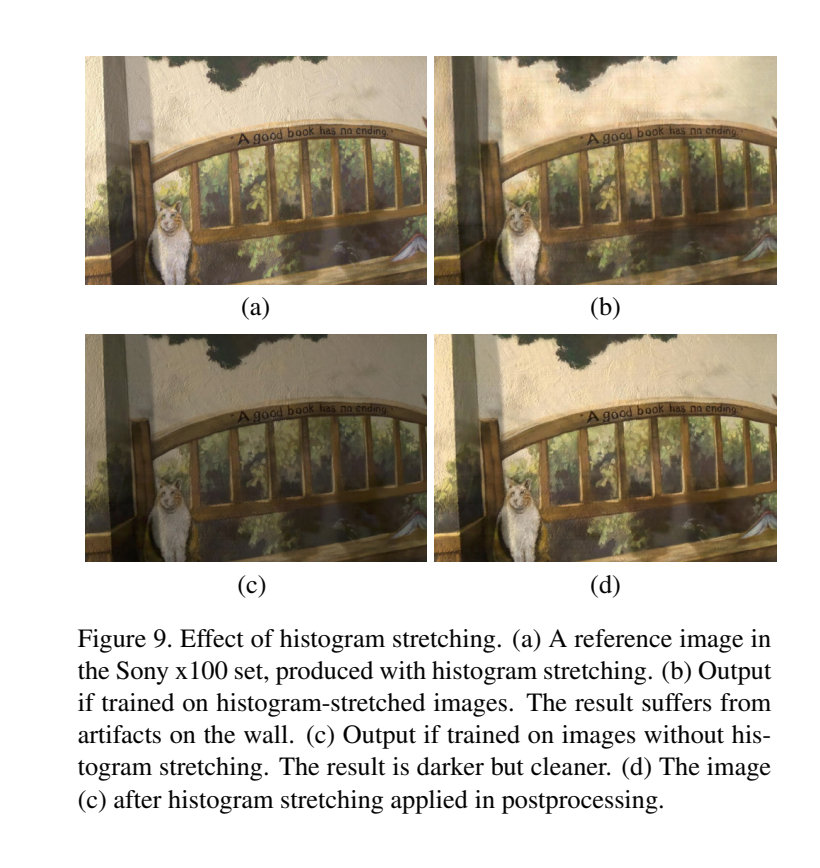 "A good book has no ending."
"A good book has no ending."
(a)
(b)
"A good book has no ending."
"A good book has no ending."
(c)
(d)
Figure 9. Effect of histogram stretching. (a) A reference image in
the Sony x100 set, produced with histogram stretching. (b) Output
if trained on histogram-stretched images. The result suffers from
artifacts on the wall. (c) Output if trained on images without his-
togram stretching. The result is darker but cleaner. (d) The image
(c) after histogram stretching applied in postprocessing.